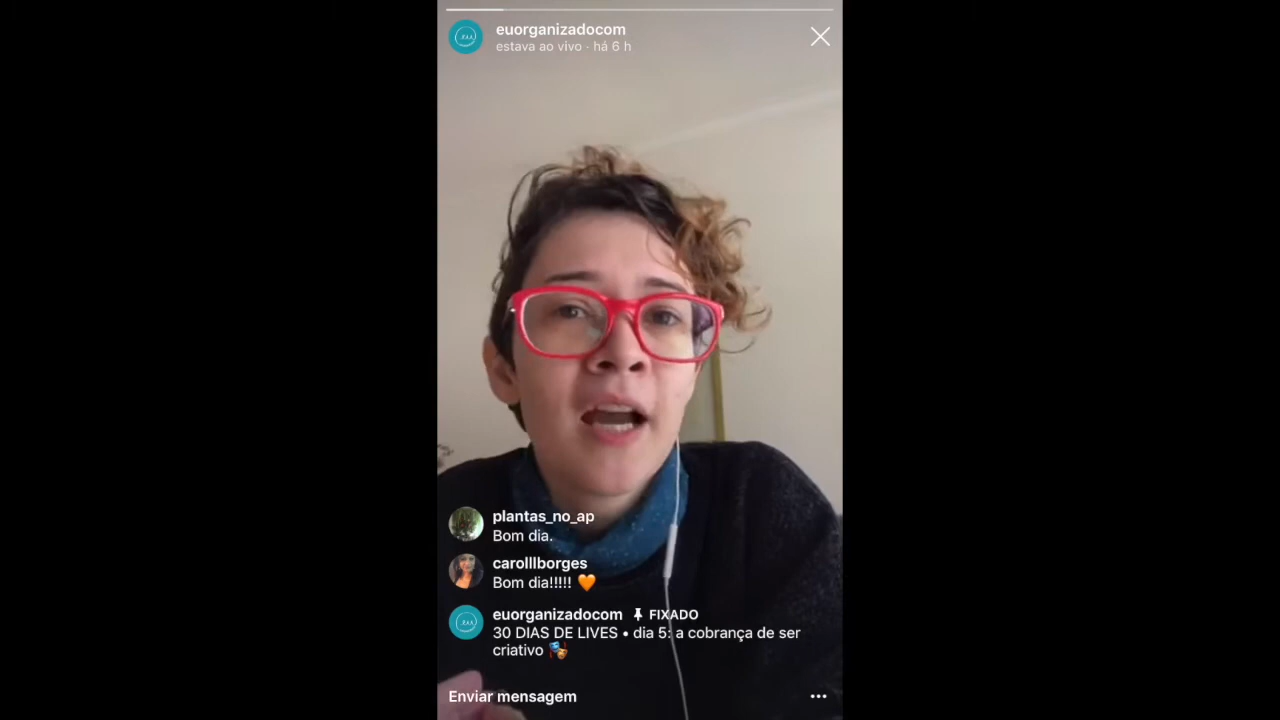 euorganizadocom
estava ao vivo · há 6 h
plantas_no_ap
Bom dia.
carolllborges
Bom dia!!!!! 🧡
euorganizadocom FIXADO
30 DIAS DE LIVES • dia 5: a cobrança de ser
criativo 🎭
Enviar mensagem